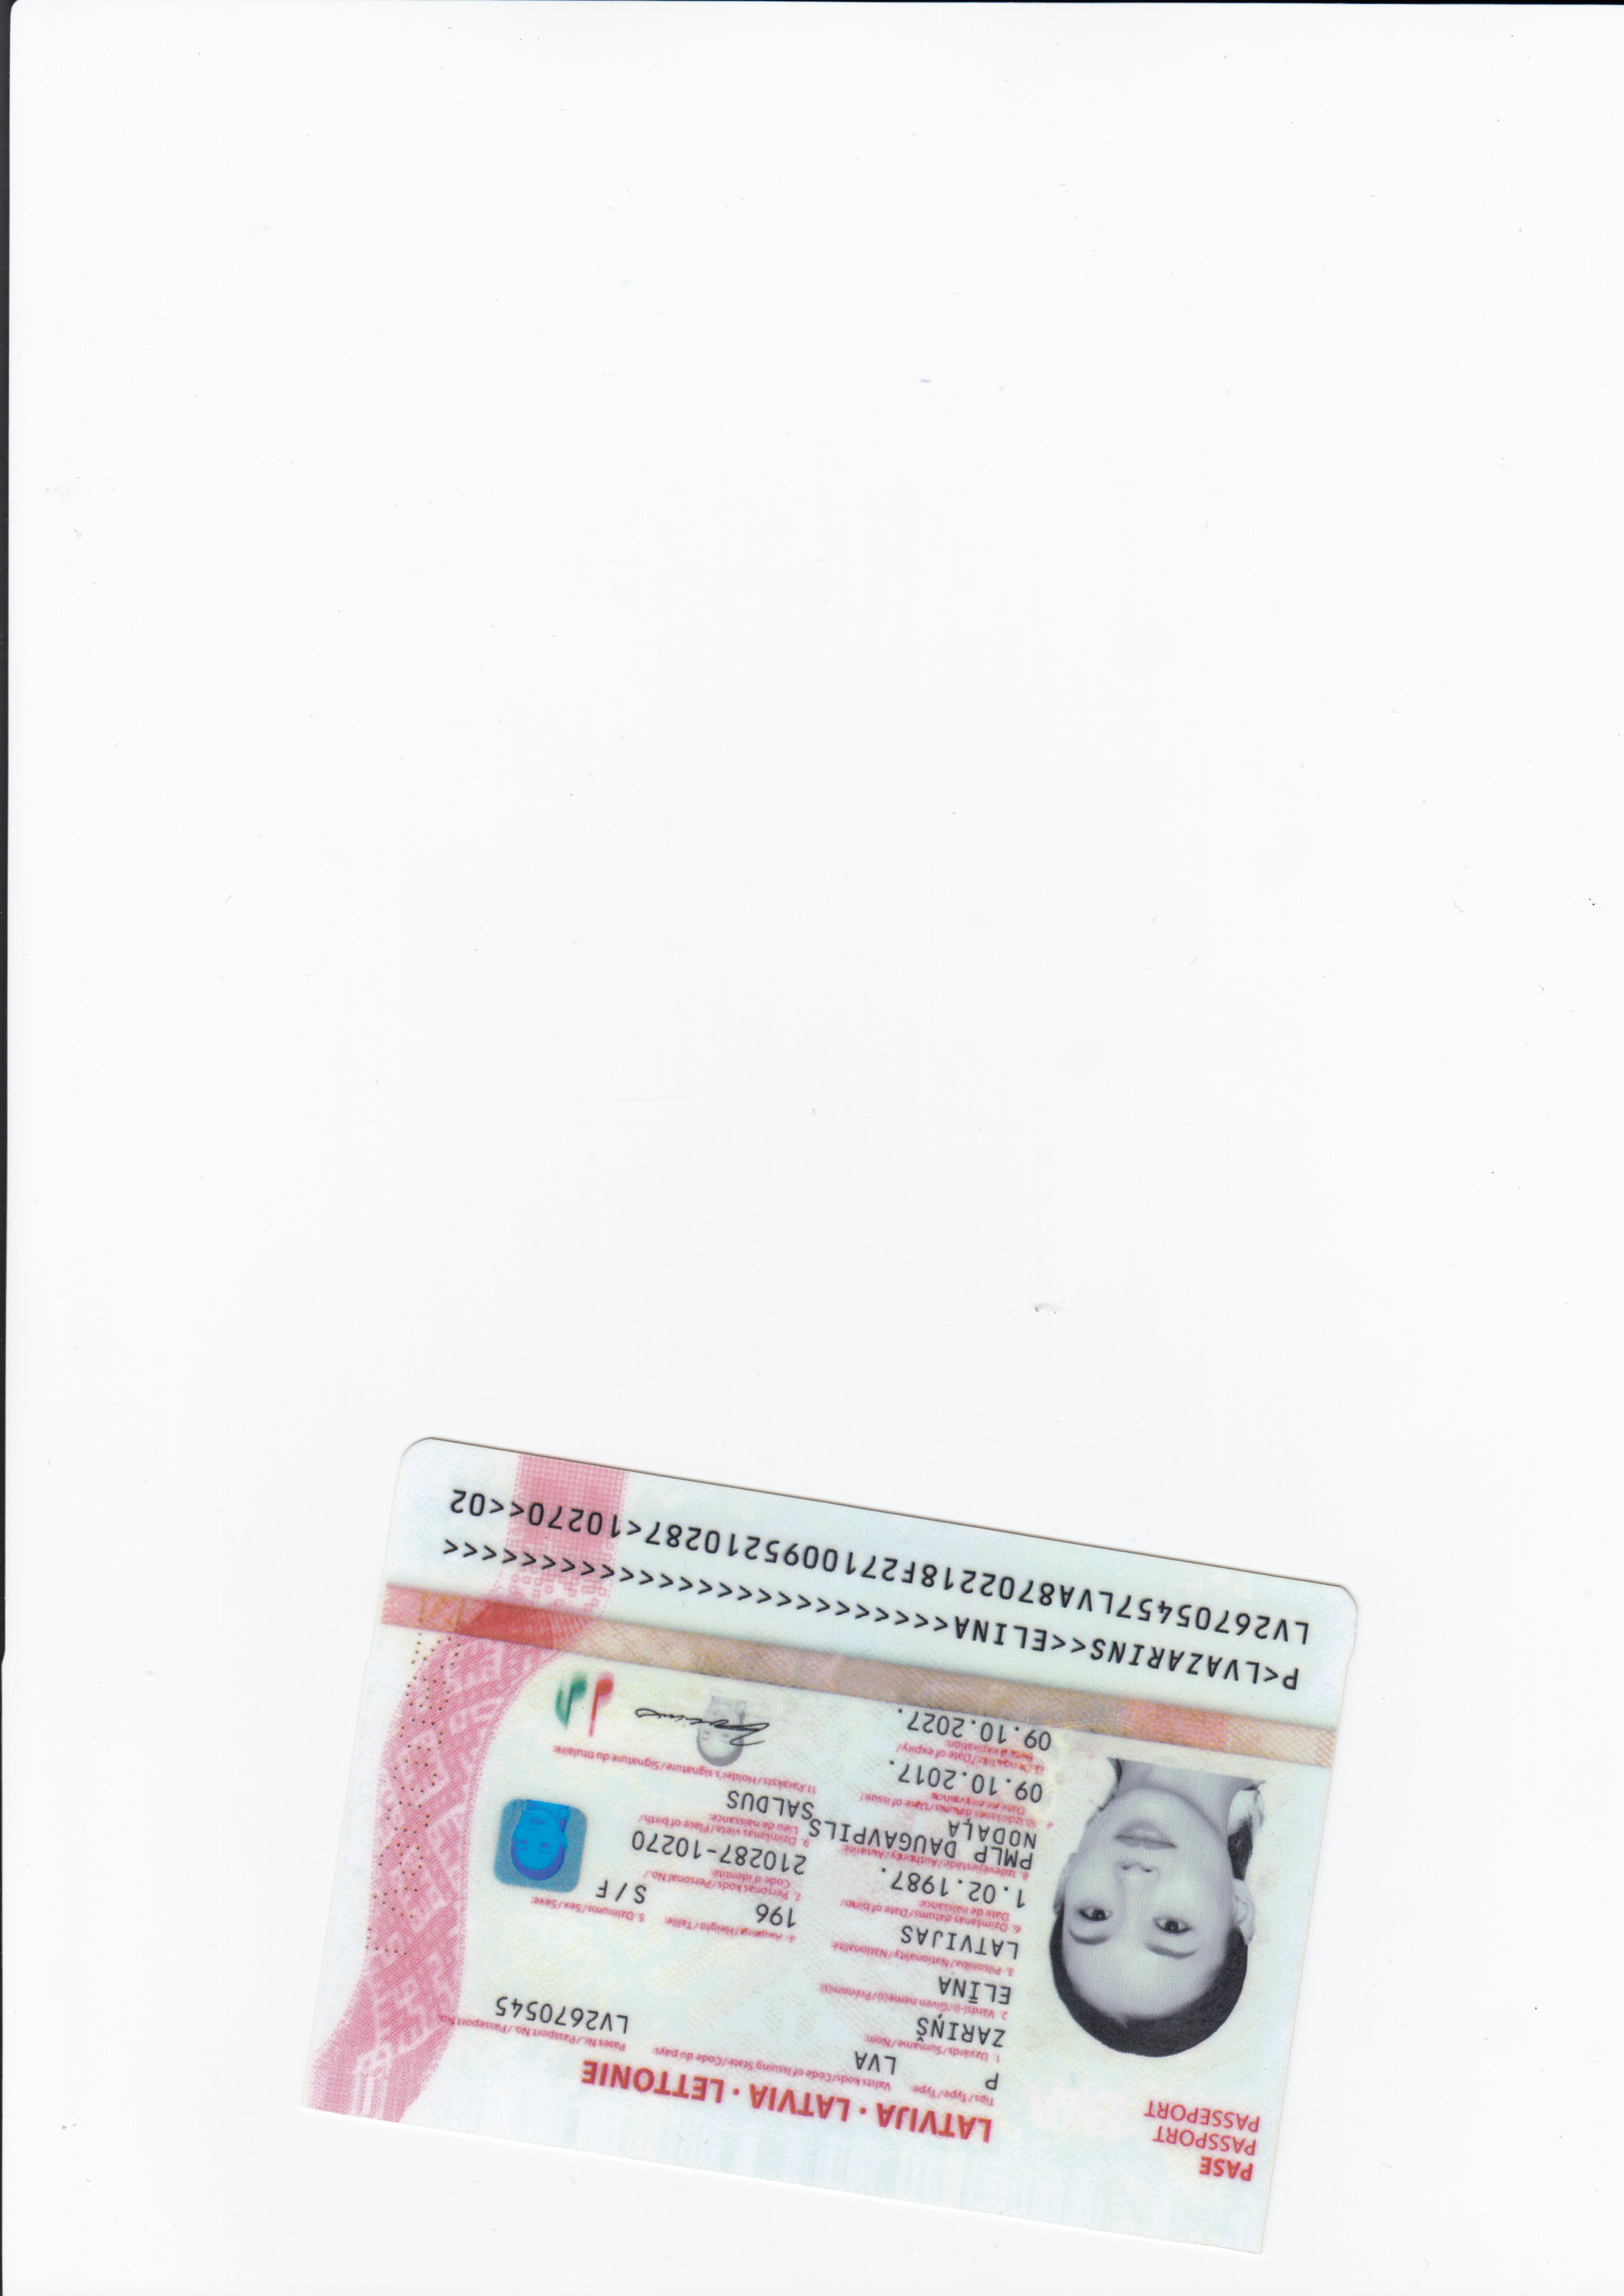 LATVIJA · LATVIA · LETTONIE
PASE
PASSPORT
PASSEPORT
Tips/Type/Type:
Valsts kods/Code of issuing State/Code du pays:
Pases Nr./Passport No./Passeport No.
P
LVA
LV2670545
1. Uzvārds/Surname/Nom:
ZARIŅŠ
2. Vārds(-i)/Given name(s)/Prénom(s):
ELĪNA
3. Pilsonība/Nationality/Nationalité:
LATVIJAS
4. Augums/Height/Taille:
196
5. Dzimums/Sex/Sexe:
S/F
6. Dzimšanas datums/Date of birth/
Date de naissance:
1.02.1987.
7. Personas kods/Personal No./
Code d'identité:
210287-10270
8. Izdevējiestāde/Authority/Autorité:
PMLP DAUGAVPILS
NODAĻA
9. Dzimšanas vieta/Place of birth/
Lieu de naissance:
SALDUS
Izdošanas datums/Date of issue/
09.10.2017.
Date of expiry/
Date d'expiration:
09.10.2027.
11. Paraksts/Holder's signature/Signature du titulaire:
P<LVAZARINS<<ELINA<<<<<<<<<<<<<<<<<<<<<<<<<<
LV26705457LVA8702218F2710095210287<10270<<02